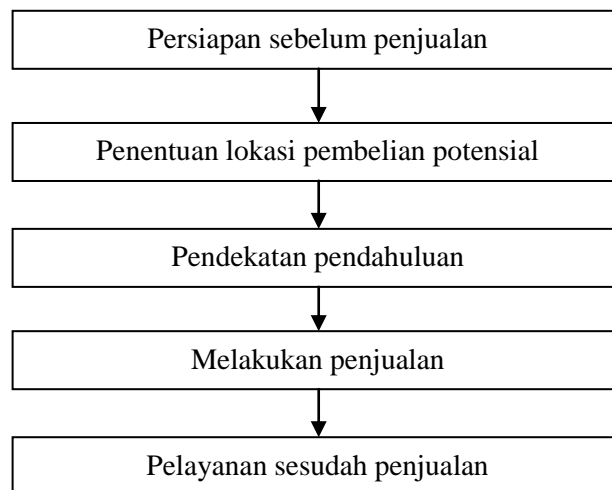 Persiapan sebelum penjualan
Penentuan lokasi pembelian potensial
Pendekatan pendahuluan
Melakukan penjualan
Pelayanan sesudah penjualan